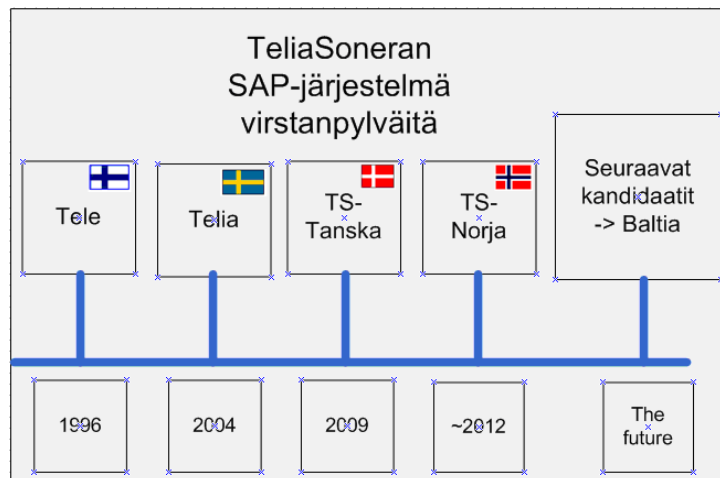 TeliaSoneran
SAP-järjestelmä
virstanpylväitä
Tele
Telia
TS-
Tanska
TS-
Norja
Seuraavat
kandidaatit
-> Baltia
1996
2004
2009
~2012
The
future